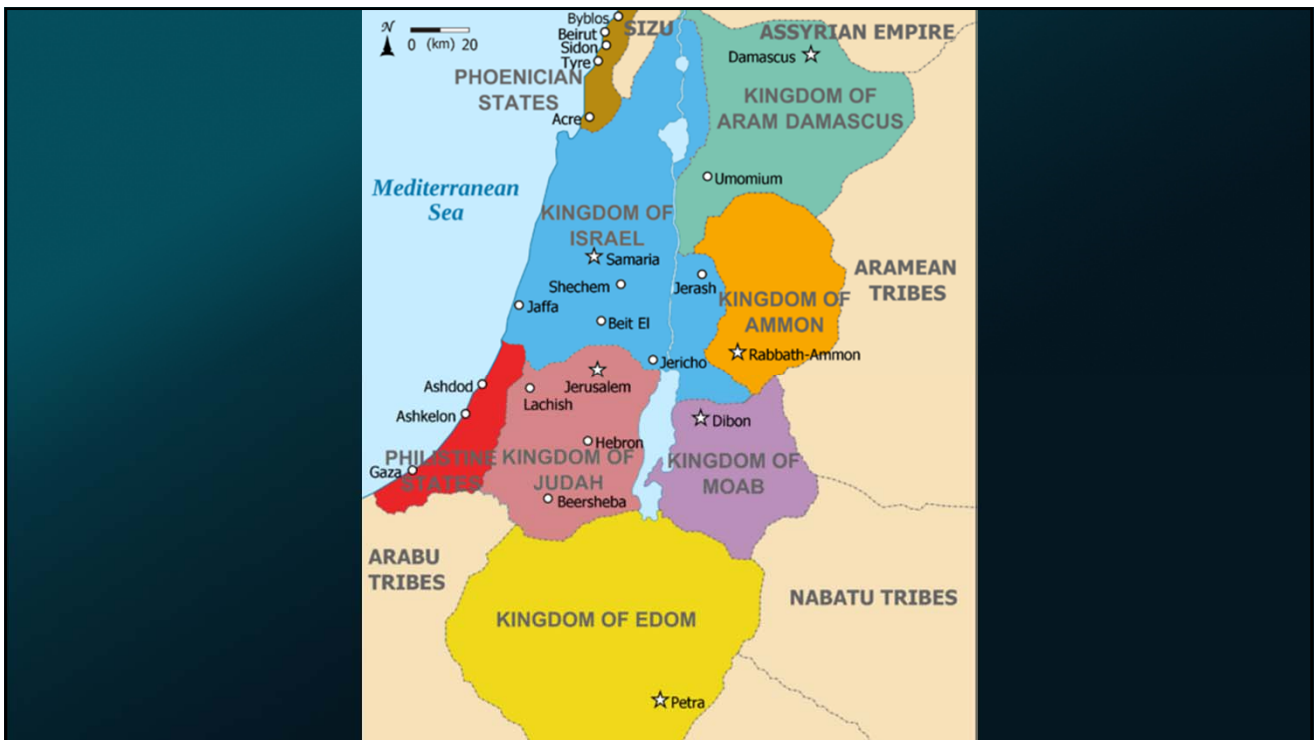 Byblos
SIZU
N
0 (km) 20
Beirut
Sidon
Tyre
ASSYRIAN EMPIRE
Damascus
PHOENICIAN
STATES
KINGDOM OF
ARAM DAMASCUS
Acre
Umomium
Mediterranean
Sea
KINGDOM OF
ISRAEL
Samaria
Shechem
Jerash
ARAMEAN
TRIBES
Jaffa
KINGDOM OF
AMMON
Beit El
Rabbath-Ammon
Jericho
Ashdod
Jerusalem
Lachish
Ashkelon
Dibon
Hebron
Gaza
PHILISTINE
STATES
KINGDOM OF
JUDAH
KINGDOM OF
MOAB
Beersheba
ARABU
TRIBES
NABATU TRIBES
KINGDOM OF EDOM
Petra